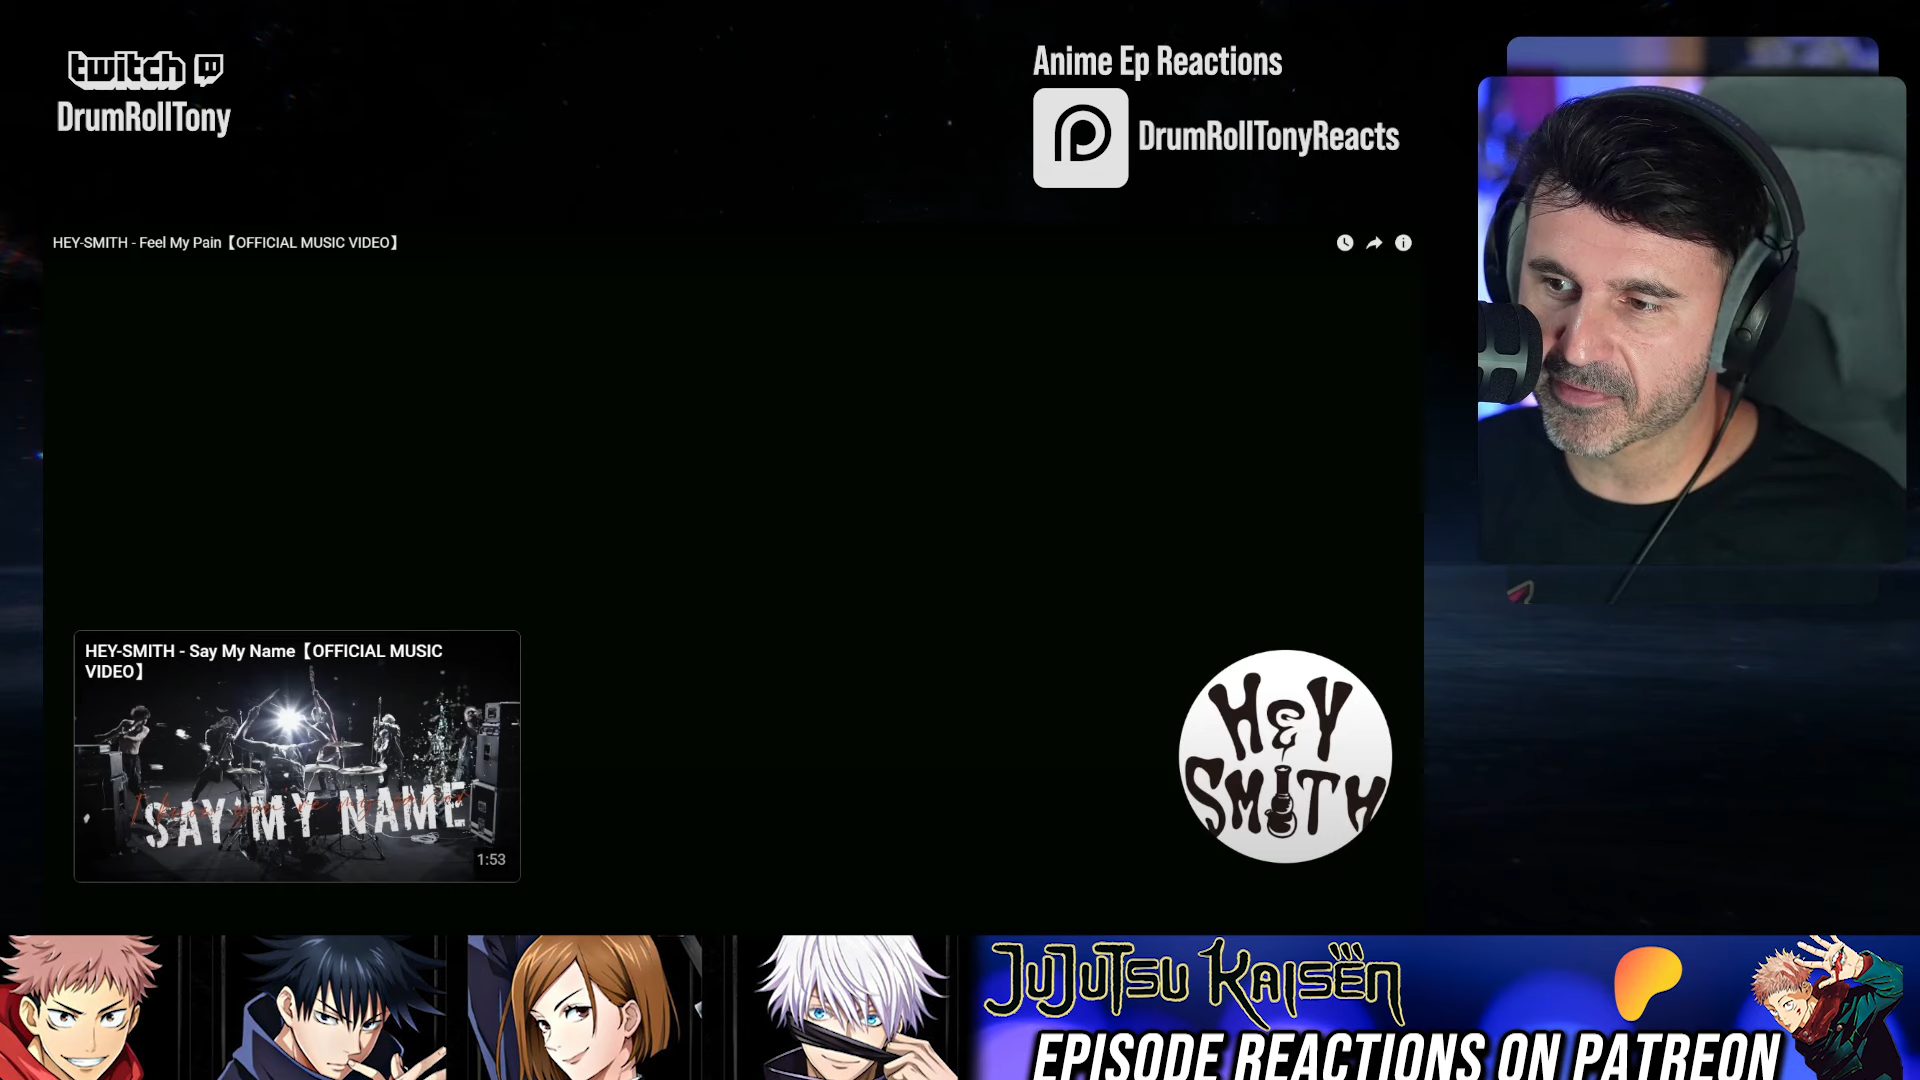 twitch
DrumRollTony
Anime Ep Reactions
DrumRollTonyReacts
HEY-SMITH - Feel My Pain【OFFICIAL MUSIC VIDEO】
HEY-SMITH - Say My Name【OFFICIAL MUSIC
VIDEO】
SAY MY NAME
1:53
HEY
SMITH
JUJUTSU KAISEN
EPISODE REACTIONS ON PATREON